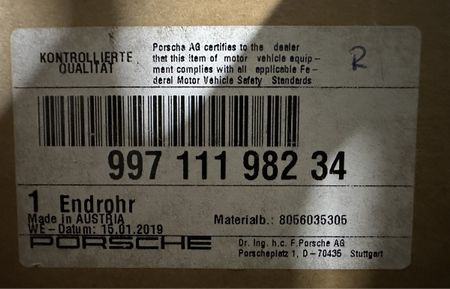 KONTROLLIERTE
QUALITÄT
Porsche AG certifies to the dealer
that this item of motor vehicle equip-
ment complies with all applicable Fe-
deral Motor Vehicle Safety Standards
R
997 111 982 34
1 Endrohr
Made in AUSTRIA
WE-Datum: 15.01.2019
Materialb.: 8056035305
PORSCHE
Dr. Ing. h.c. F.Porsche AG
Porscheplatz 1, D-70435 Stuttgart